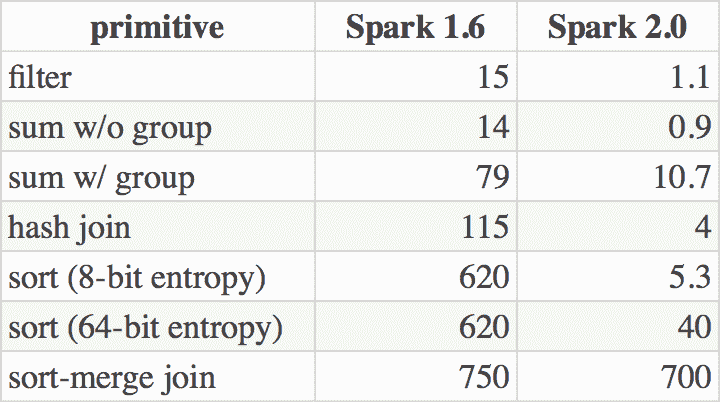 primitive Spark 1.6 Spark 2.0
filter 15 1.1
sum w/o group 14 0.9
sum w/ group 79 10.7
hash join 115 4
sort (8-bit entropy) 620 5.3
sort (64-bit entropy) 620 40
sort-merge join 750 700